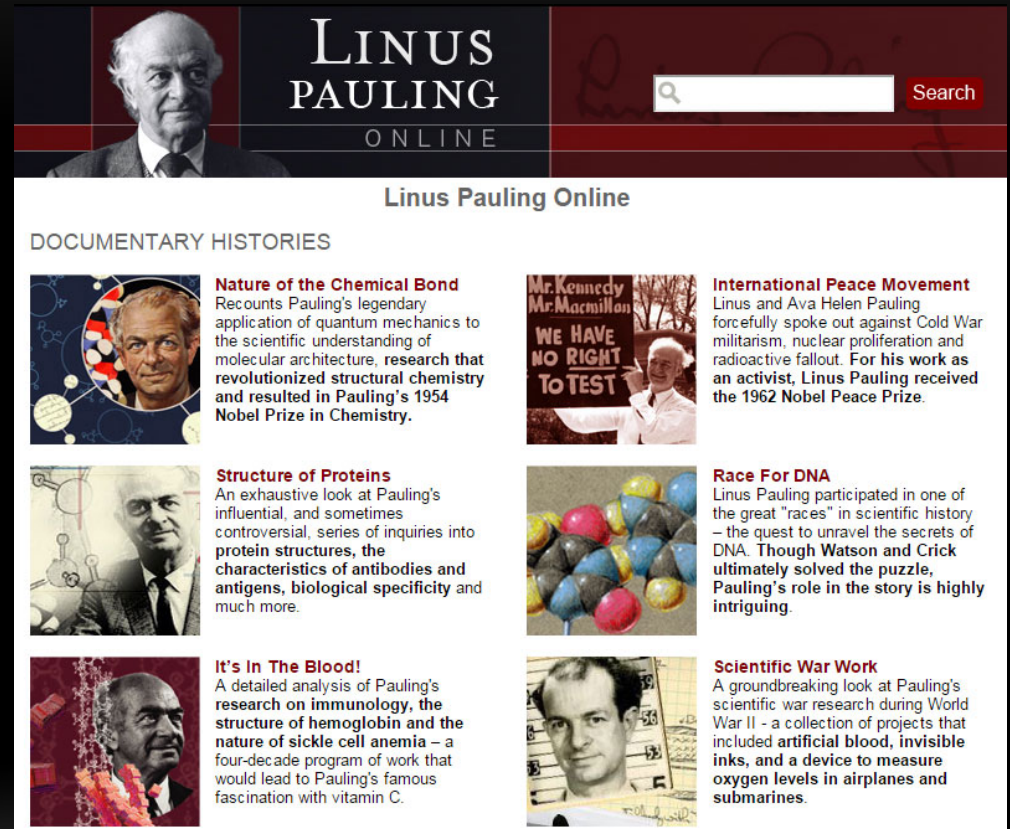 LINUS
PAULING
ONLINE
Search
Linus Pauling Online
DOCUMENTARY HISTORIES
Nature of the Chemical Bond
Recounts Pauling's legendary
application of quantum mechanics to
the scientific understanding of
molecular architecture, research that
revolutionized structural chemistry
and resulted in Pauling's 1954
Nobel Prize in Chemistry.
Mr. Kennedy
Mr. Macmillan
WE HAVE
NO RIGHT
TO TEST
International Peace Movement
Linus and Ava Helen Pauling
forcefully spoke out against Cold War
militarism, nuclear proliferation and
radioactive fallout. For his work as
an activist, Linus Pauling received
the 1962 Nobel Peace Prize.
Structure of Proteins
An exhaustive look at Pauling's
influential, and sometimes
controversial, series of inquiries into
protein structures, the
characteristics of antibodies and
antigens, biological specificity and
much more.
Race For DNA
Linus Pauling participated in one of
the great "races" in scientific history
– the quest to unravel the secrets of
DNA. Though Watson and Crick
ultimately solved the puzzle,
Pauling's role in the story is highly
intriguing.
It's In The Blood!
A detailed analysis of Pauling's
research on immunology, the
structure of hemoglobin and the
nature of sickle cell anemia – a
four-decade program of work that
would lead to Pauling's famous
fascination with vitamin C.
59
56
53
5
Scientific War Work
A groundbreaking look at Pauling's
scientific war research during World
War II - a collection of projects that
included artificial blood, invisible
inks, and a device to measure
oxygen levels in airplanes and
submarines.